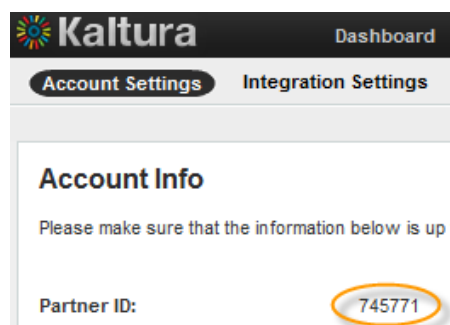 Kaltura Dashboard
Account Settings Integration Settings
Account Info
Please make sure that the information below is up
Partner ID: 745771